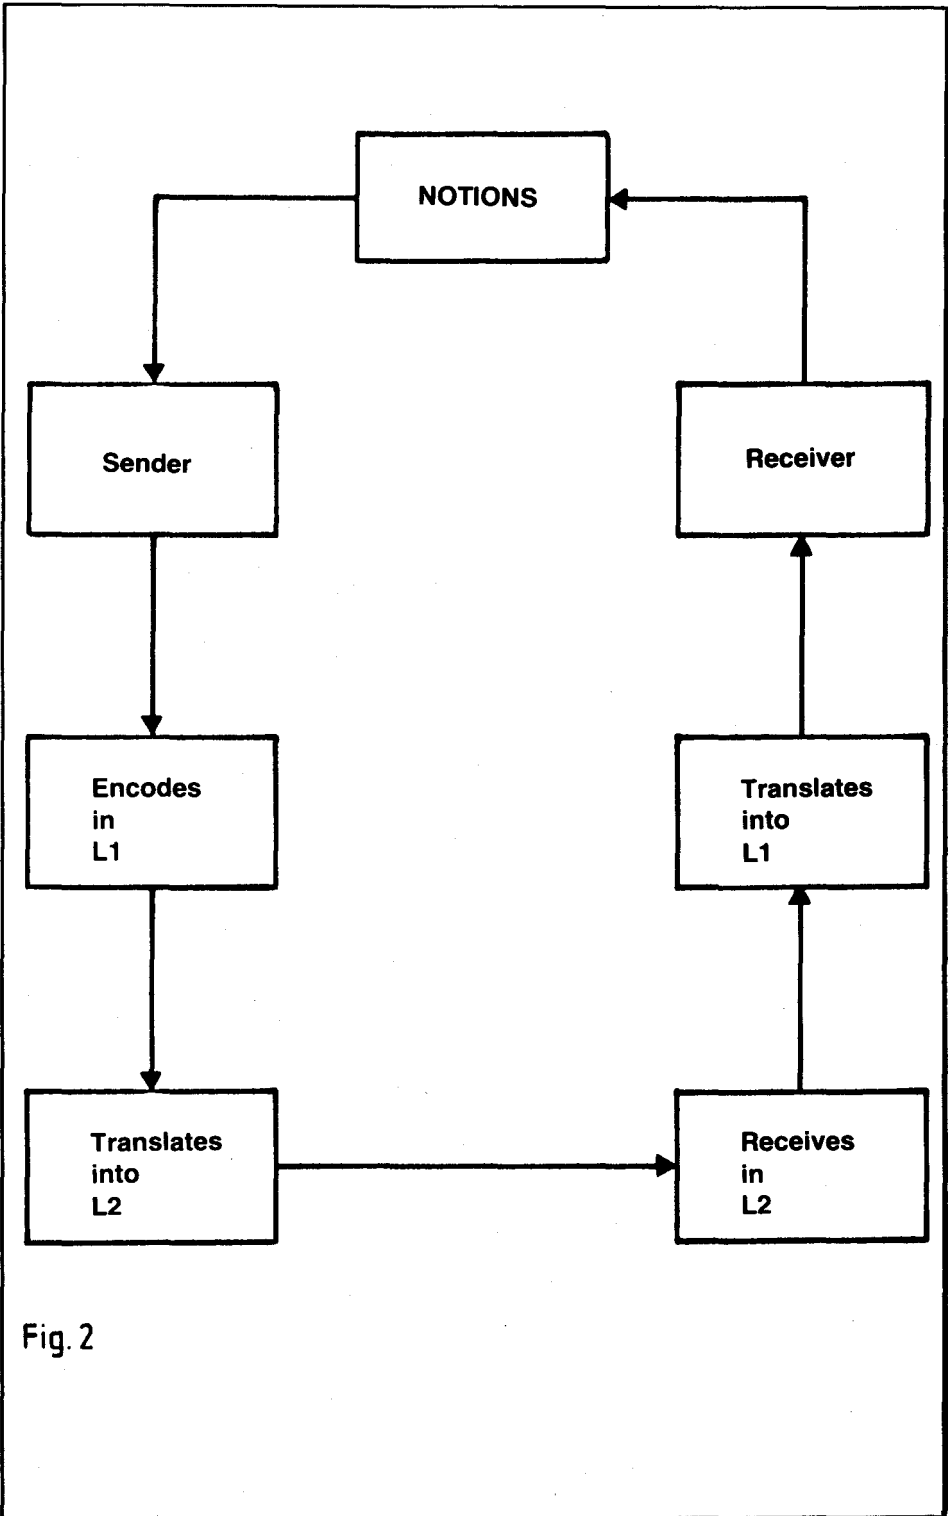 NOTIONS
Sender
Receiver
Encodes
in
L1
Translates
into
L1
Translates
into
L2
Receives
in
L2
Fig. 2